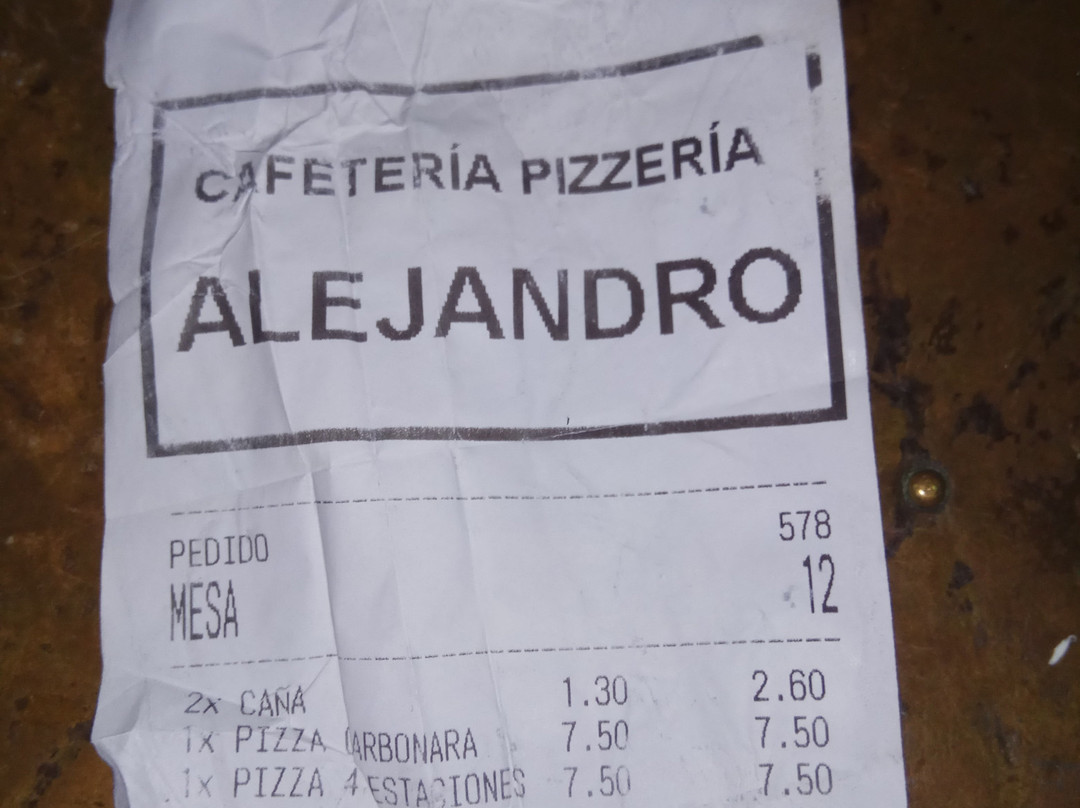 CAFETERÍA PIZZERÍA
ALEJANDRO
PEDIDO 578
MESA 12
2x CAÑA 1.30 2.60
1x PIZZA CARBONARA 7.50 7.50
1x PIZZA 4 ESTACIONES 7.50 7.50